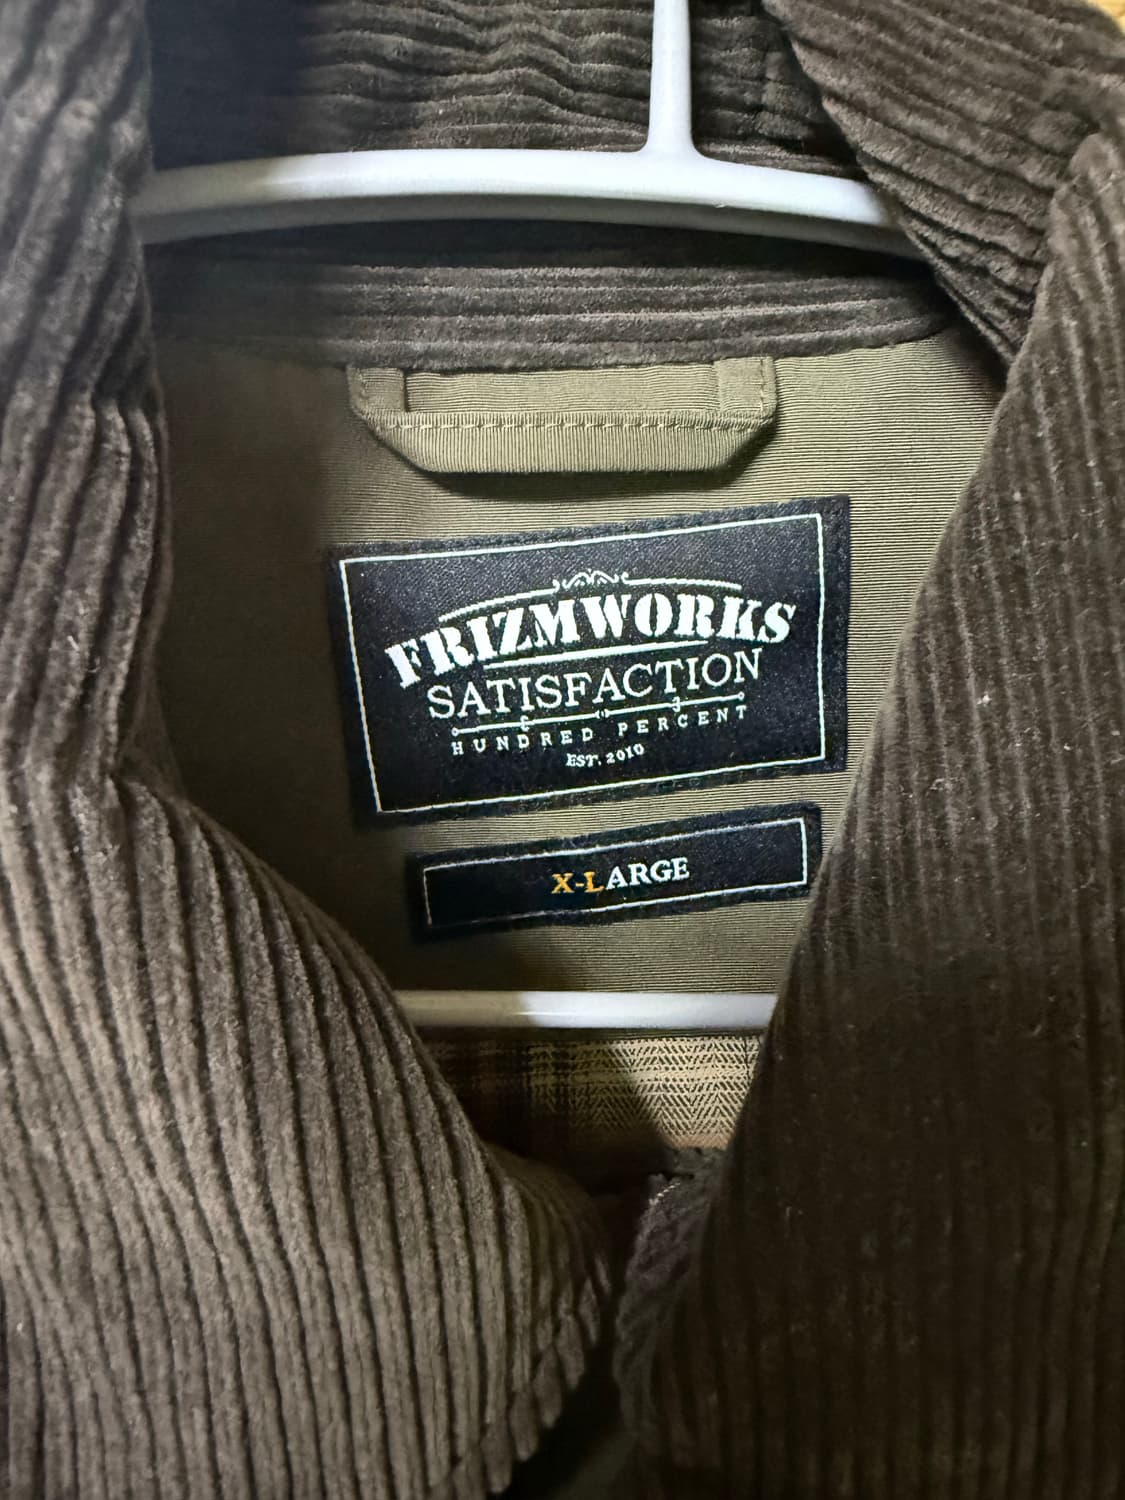 FRIZMWORKS
SATISFACTION
HUNDRED PERCENT
EST. 2010
X-LARGE